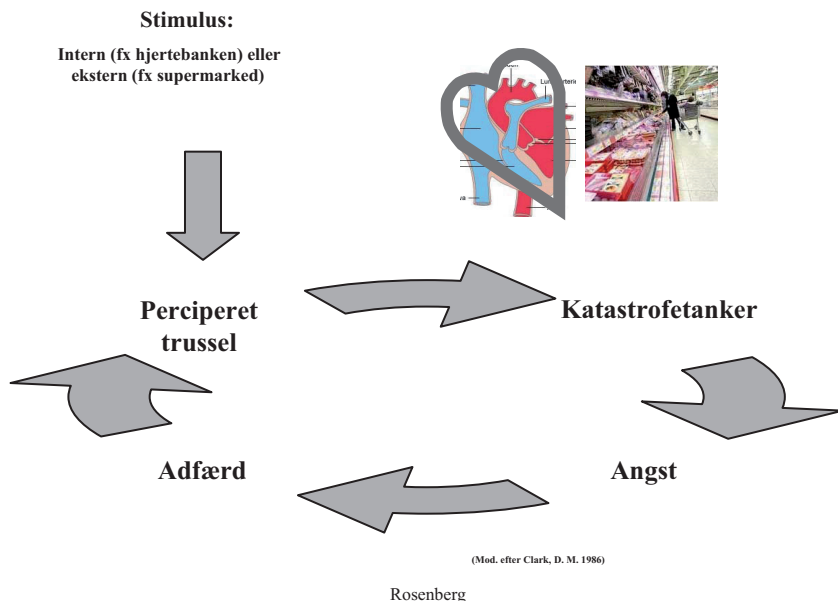 Stimulus:
Intern (fx hjertebanken) eller
ekstern (fx supermarked)
Perciperet
trussel
Katastrofetanker
Adfærd
Angst
(Mod. efter Clark, D. M. 1986)
Rosenberg